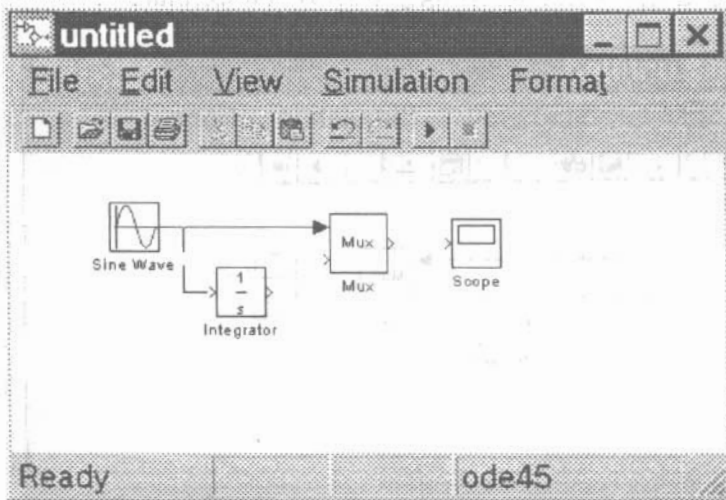 untitled
File Edit View Simulation Format
Mux
Sine Wave
Mux
Scope
1
s
Integrator
Ready ode45